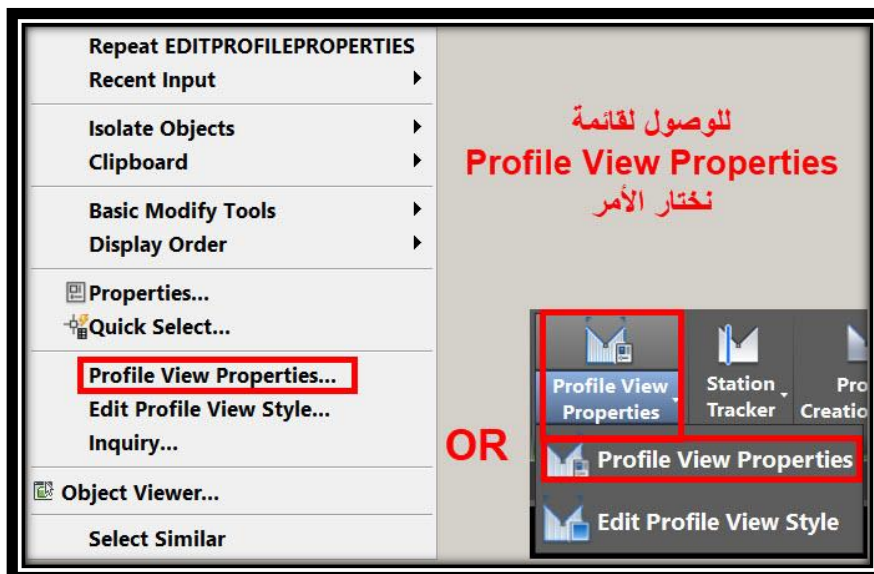 Repeat EDITPROFILEPROPERTIES
Recent Input
Isolate Objects
Clipboard
Basic Modify Tools
Display Order
Properties...
Quick Select...
Profile View Properties...
Edit Profile View Style...
Inquiry...
Object Viewer...
Select Similar
للوصول لقائمة
Profile View Properties
نختار الأمر
OR
Profile View
Properties
Station
Tracker
Pro
Creatio
Profile View Properties
Edit Profile View Style